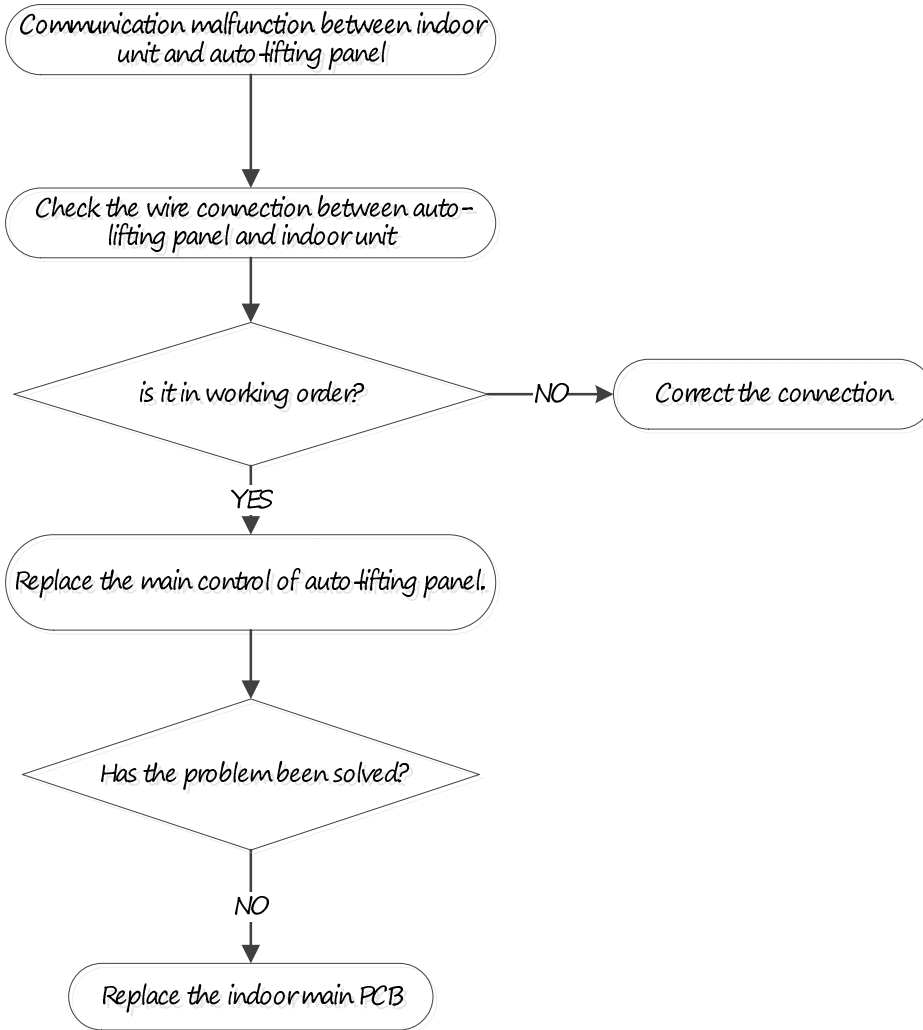 Communication malfunction between indoor
unit and auto-lifting panel
Check the wire connection between auto-
lifting panel and indoor unit
is it in working order?
NO
Correct the connection
YES
Replace the main control of auto-lifting panel.
Has the problem been solved?
NO
Replace the indoor main PCB